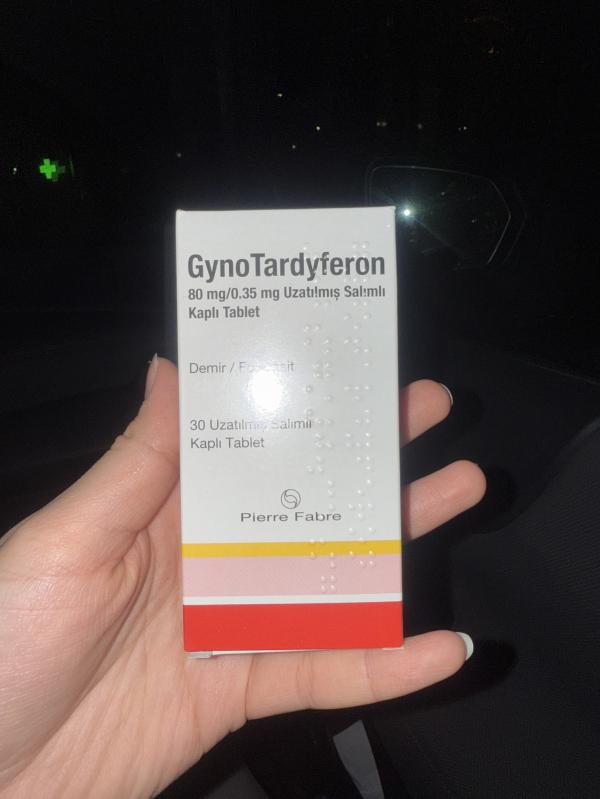 GynoTardyferon
80 mg/0.35 mg Uzatılmış Salımlı
Kaplı Tablet
Demir /
30 Uzatılmış Salımlı
Kaplı Tablet
Pierre Fabre